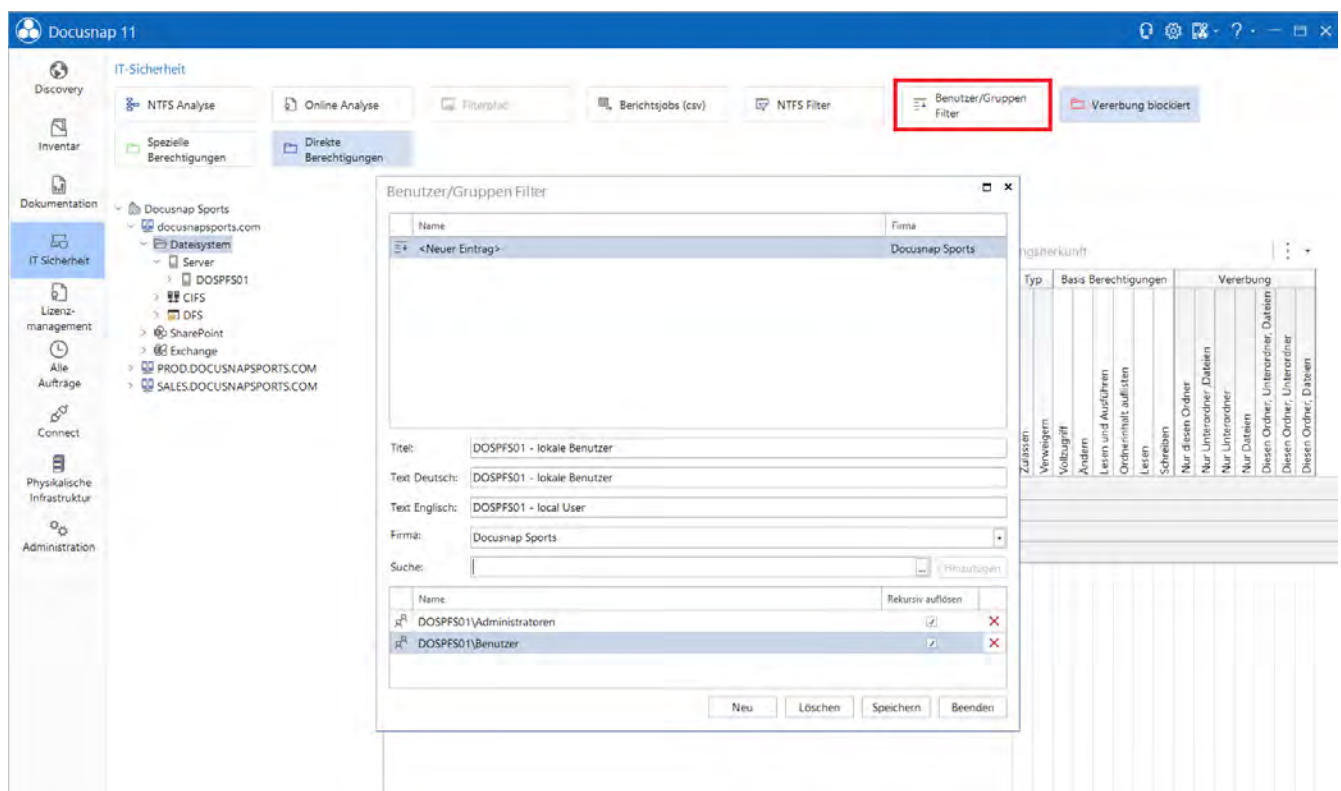 Docusnap 11
IT-Sicherheit
Discovery
Inventar
Dokumentation
IT Sicherheit
Lizenz-
management
Alle
Aufträge
Connect
Physikalische
Infrastruktur
Administration
NTFS Analyse
Online Analyse
Filterpfad
Berichtsjobs (csv)
NTFS Filter
Benutzer/Gruppen
Filter
Vererbung blockiert
Spezielle
Berechtigungen
Direkte
Berechtigungen
Docusnap Sports
docusnapsports.com
Dateisystem
Server
DOSPFS01
CIFS
DFS
SharePoint
Exchange
PROD.DOCUSNAPSPORTS.COM
SALES.DOCUSNAPSPORTS.COM
Benutzer/Gruppen Filter
Name
Firma
<Neuer Eintrag>
Docusnap Sports
Titel:
DOSPFS01 - lokale Benutzer
Text Deutsch:
DOSPFS01 - lokale Benutzer
Text Englisch:
DOSPFS01 - local User
Firma:
Docusnap Sports
Suche:
...
Hinzufügen
Name
Rekursiv auflösen
DOSPFS01\Administratoren
DOSPFS01\Benutzer
Neu
Löschen
Speichern
Beenden
ngsherkunft
Typ
Basis Berechtigungen
Vererbung
Zulassen
Verweigern
Vollzugriff
Ändern
Lesen und Ausführen
Ordnerinhalt auflisten
Lesen
Schreiben
Nur diesen Ordner
Nur Unterordner ,Dateien
Nur Unterordner
Nur Dateien
Diesen Ordner, Unterordner, Dateien
Diesen Ordner, Unterordner
Diesen Ordner, Dateien